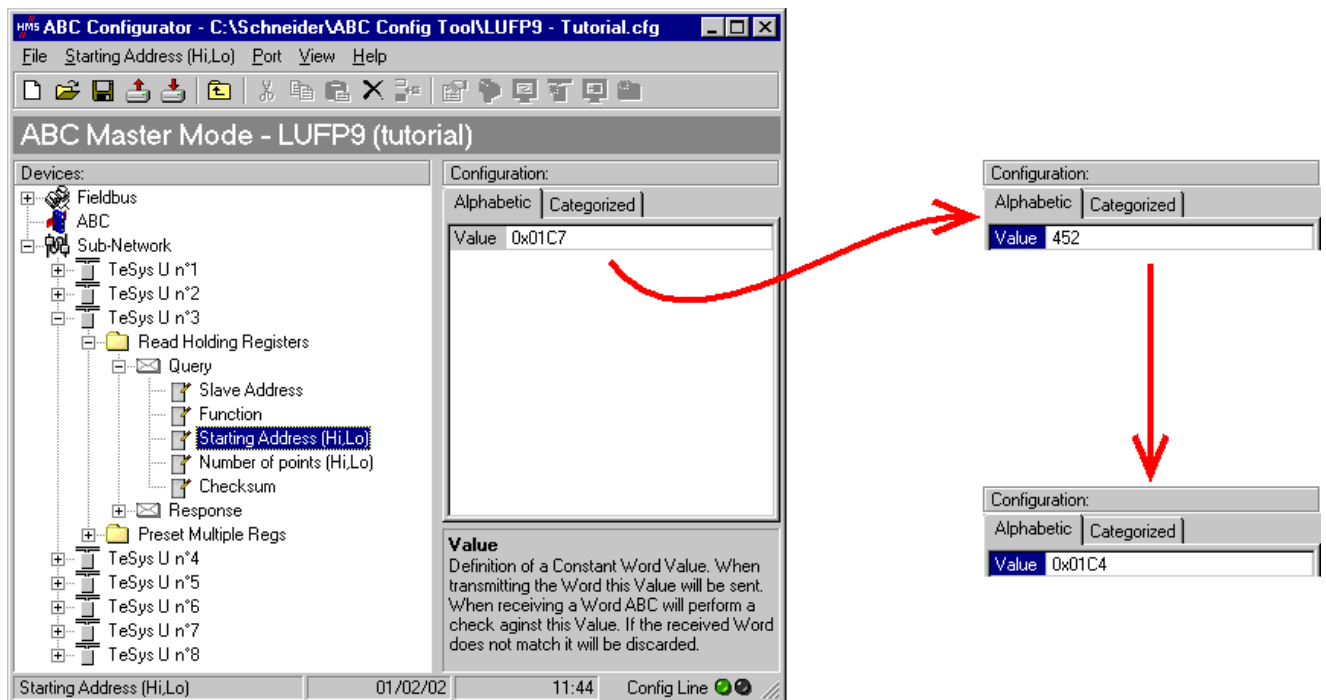 HMS ABC Configurator - C:\Schneider\ABC Config Tool\LUFP9 - Tutorial.cfg
File Starting Address (Hi,Lo) Port View Help
ABC Master Mode - LUFP9 (tutorial)
Devices:
Fieldbus
ABC
Sub-Network
TeSys U n°1
TeSys U n°2
TeSys U n°3
Read Holding Registers
Query
Slave Address
Function
Starting Address (Hi,Lo)
Number of points (Hi,Lo)
Checksum
Response
Preset Multiple Regs
TeSys U n°4
TeSys U n°5
TeSys U n°6
TeSys U n°7
TeSys U n°8
Configuration:
Alphabetic Categorized
Value 0x01C7
Value
Definition of a Constant Word Value. When
transmitting the Word this Value will be sent.
When receiving a Word ABC will perform a
check aginst this Value. If the received Word
does not match it will be discarded.
Starting Address (Hi,Lo) 01/02/02 11:44 Config Line
Configuration:
Alphabetic Categorized
Value 452
Configuration:
Alphabetic Categorized
Value 0x01C4